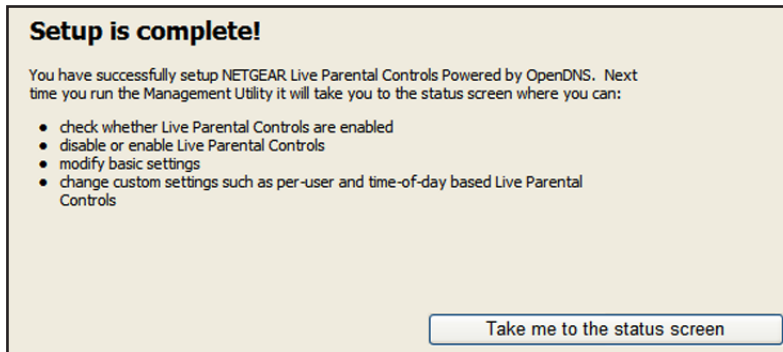 Setup is complete!
You have successfully setup NETGEAR Live Parental Controls Powered by OpenDNS. Next
time you run the Management Utility it will take you to the status screen where you can:
• check whether Live Parental Controls are enabled
• disable or enable Live Parental Controls
• modify basic settings
• change custom settings such as per-user and time-of-day based Live Parental
Controls
Take me to the status screen